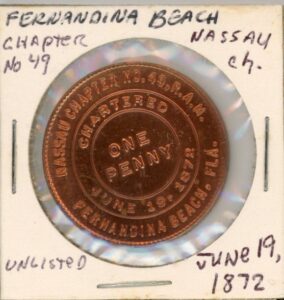 FERNANDINA BEACH
CHAPTER
No 49
NASSAU
ch.
NASSAU CHAPTER NO. 49, R.A.M.
CHARTERED
ONE
PENNY
JUNE 19, 1872
FERNANDINA BEACH, FLA.
UNLISTED
JUNE 19,
1872